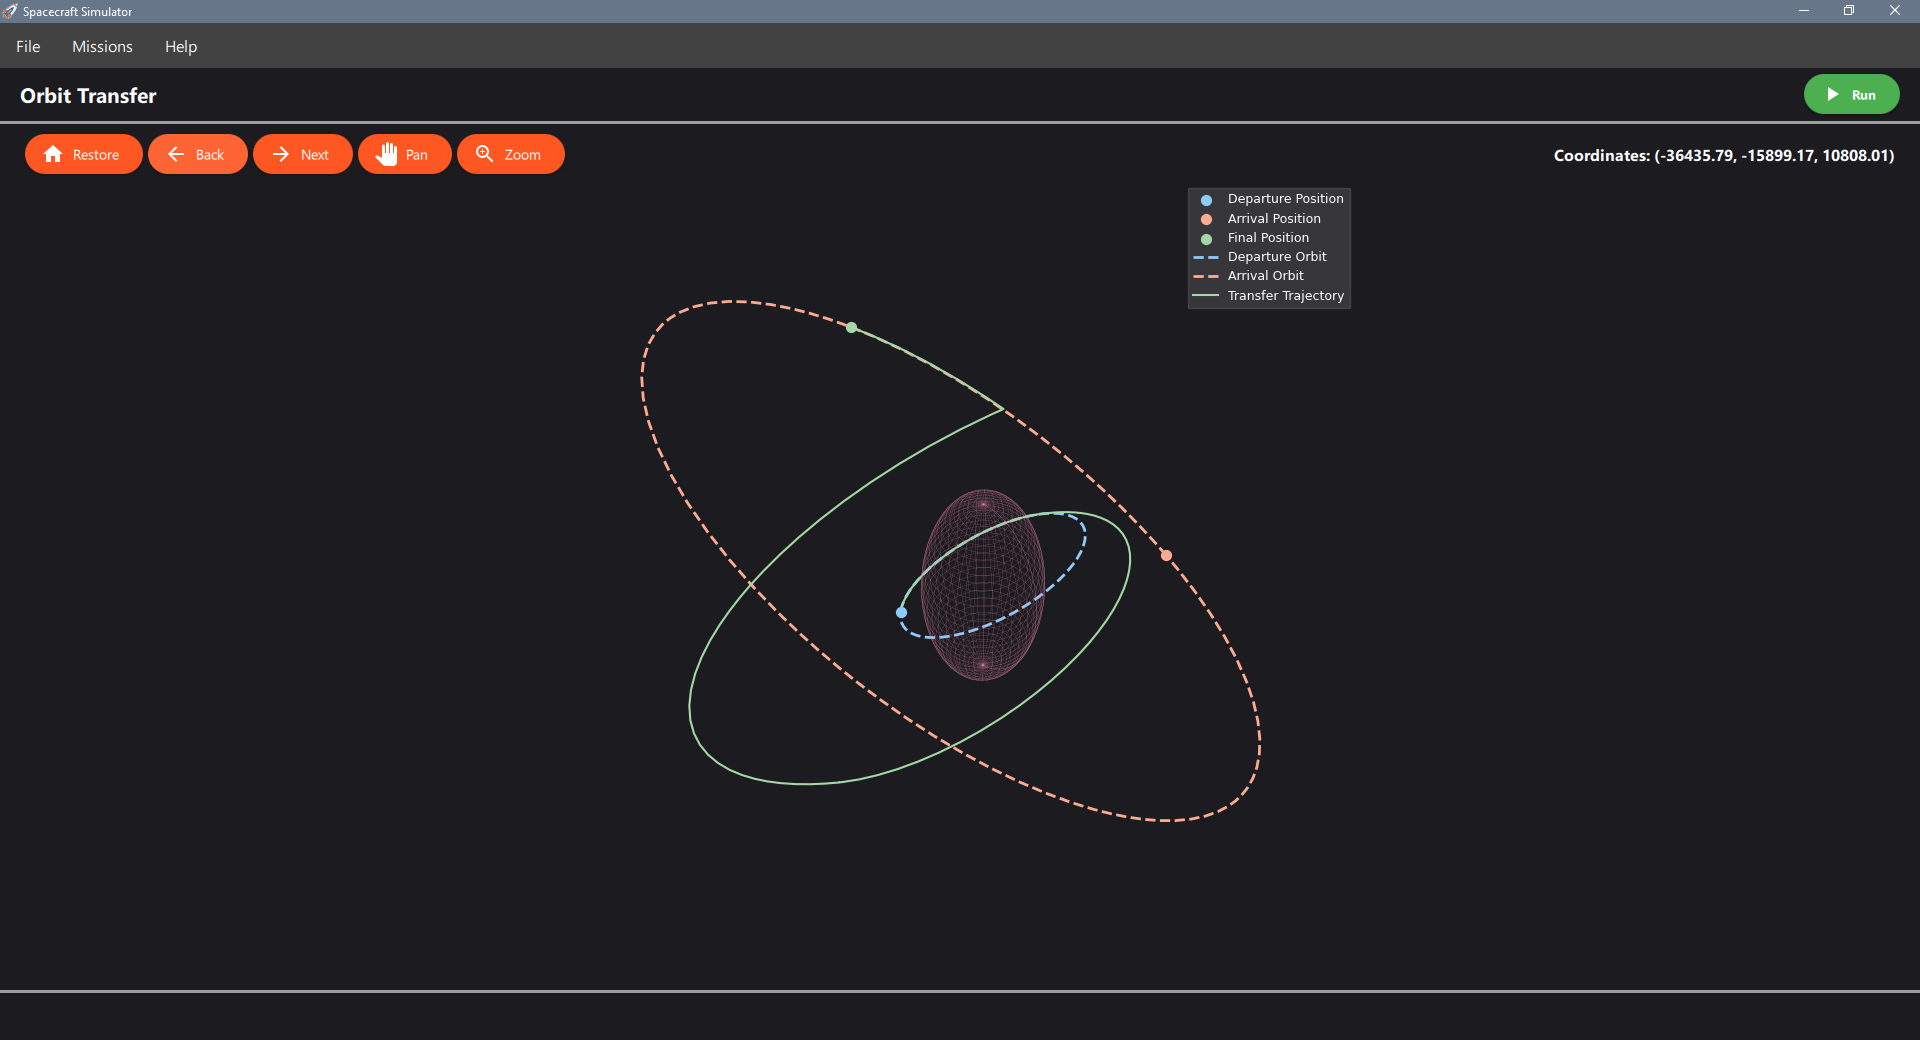 Spacecraft Simulator
File Missions Help
Orbit Transfer
Run
Restore Back Next Pan Zoom
Coordinates: (-36435.79, -15899.17, 10808.01)
Departure Position
Arrival Position
Final Position
Departure Orbit
Arrival Orbit
Transfer Trajectory